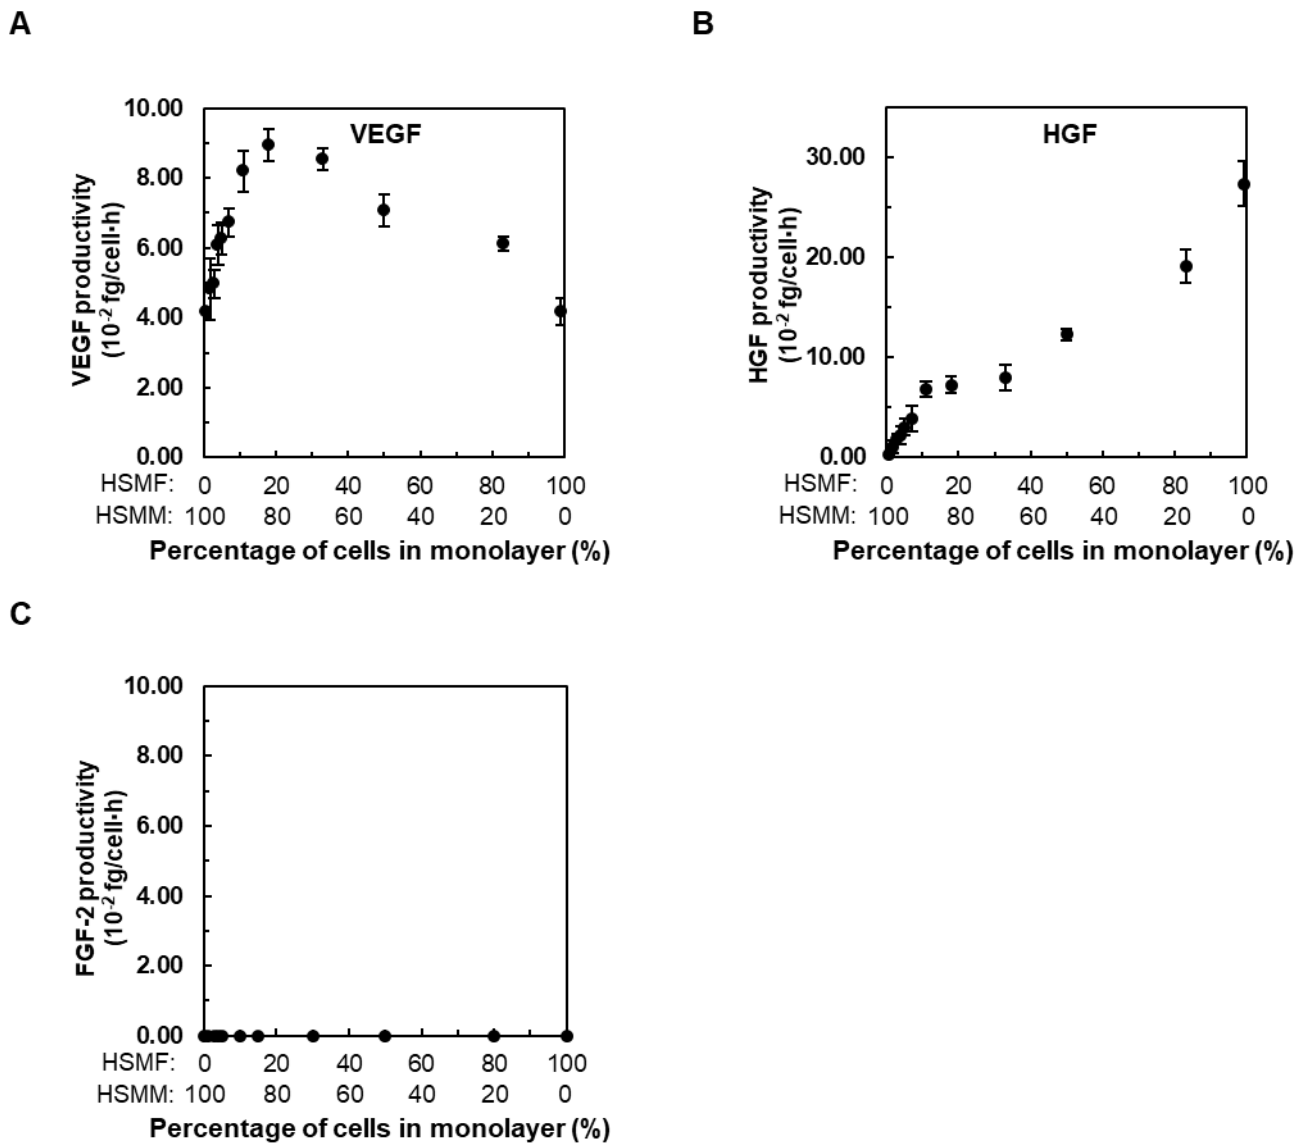 A
10.00
8.00
6.00
4.00
2.00
0.00
VEGF
VEGF productivity
(10-2 fg/cell·h)
HSMF: 0 20 40 60 80 100
HSMM: 100 80 60 40 20 0
Percentage of cells in monolayer (%)
B
30.00
20.00
10.00
0.00
HGF
HGF productivity
(10-2 fg/cell·h)
HSMF: 0 20 40 60 80 100
HSMM: 100 80 60 40 20 0
Percentage of cells in monolayer (%)
C
10.00
8.00
6.00
4.00
2.00
0.00
FGF-2 productivity
(10-2 fg/cell·h)
HSMF: 0 20 40 60 80 100
HSMM: 100 80 60 40 20 0
Percentage of cells in monolayer (%)